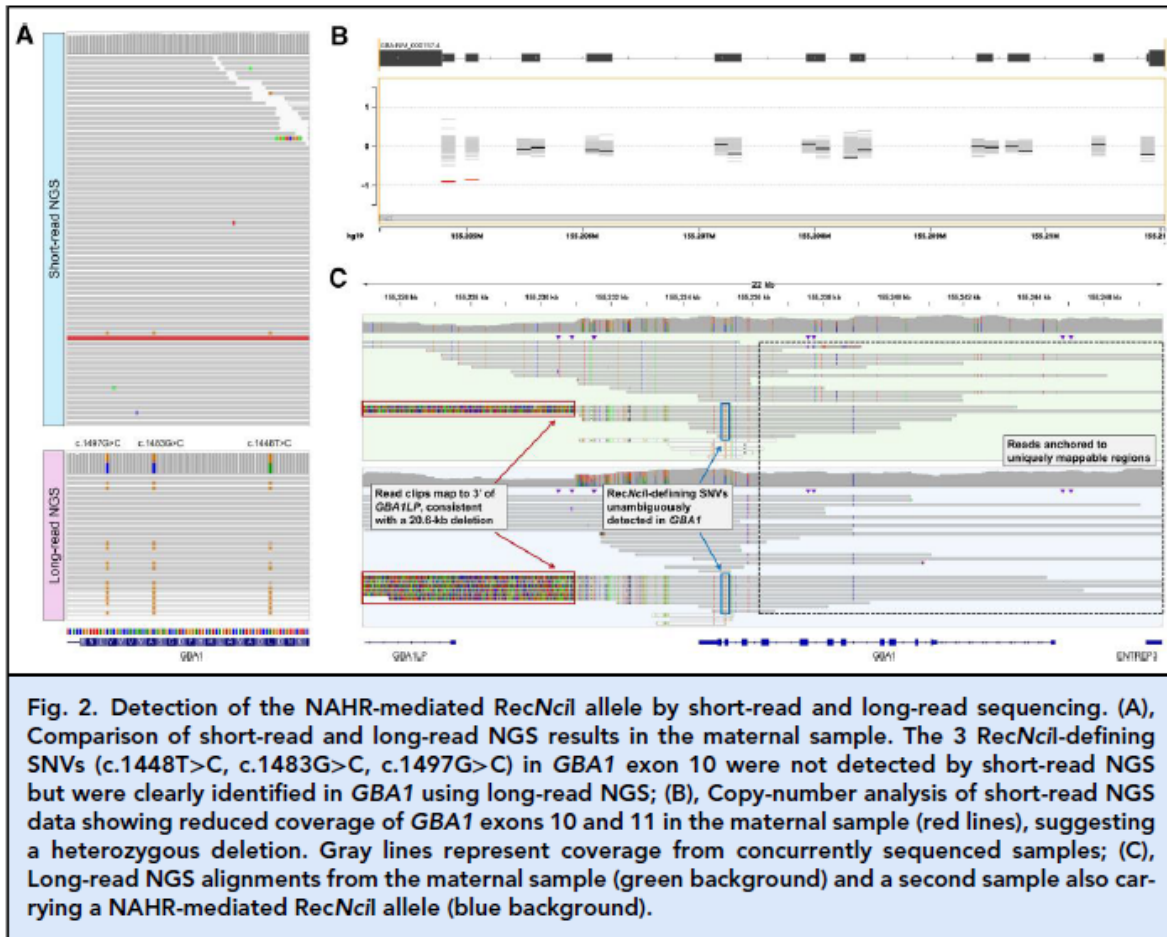 A
Short-read NGS
c.1497G>C c.1483G>C c.1448T>C
Long-read NGS
GBA1
B
1
0
-1
hg19
C
22 kb
Reads anchored to
uniquely mappable regions
Read clips map to 3' of
GBA1LP, consistent
with a 20.6-kb deletion
RecNciI-defining SNVs
unambiguously
detected in GBA1
GBA1LP GBA1 ENTREP3
Fig. 2. Detection of the NAHR-mediated RecNciI allele by short-read and long-read sequencing. (A),
Comparison of short-read and long-read NGS results in the maternal sample. The 3 RecNciI-defining
SNVs (c.1448T>C, c.1483G>C, c.1497G>C) in GBA1 exon 10 were not detected by short-read NGS
but were clearly identified in GBA1 using long-read NGS; (B), Copy-number analysis of short-read NGS
data showing reduced coverage of GBA1 exons 10 and 11 in the maternal sample (red lines), suggesting
a heterozygous deletion. Gray lines represent coverage from concurrently sequenced samples; (C),
Long-read NGS alignments from the maternal sample (green background) and a second sample also car-
rying a NAHR-mediated RecNciI allele (blue background).